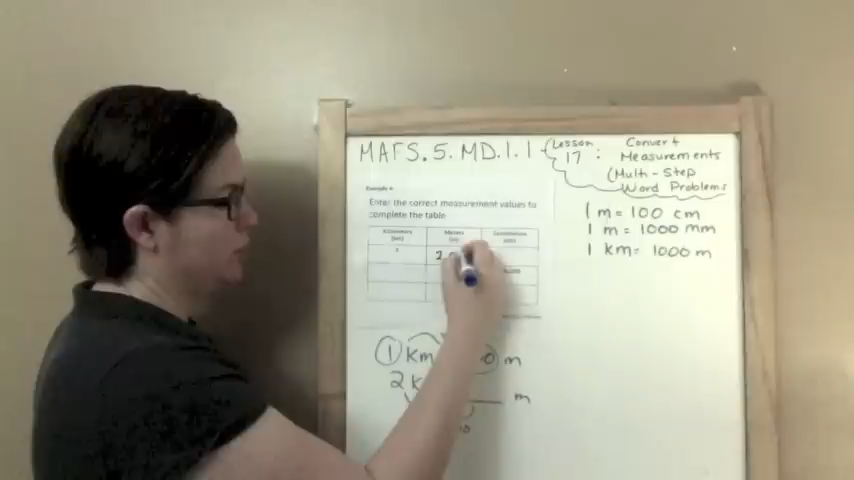 MAFS.5.MD.1.1 - Lesson 17: Convert Measurements (Multi-Step Word Problems
Example 4:
Enter the correct measurement values to
complete the table
Kilometers (km) Meters (m) Centimeters (cm)
1 m = 100 cm
1 m = 1000 mm
1 km = 1000 m
1 km m
2 k m